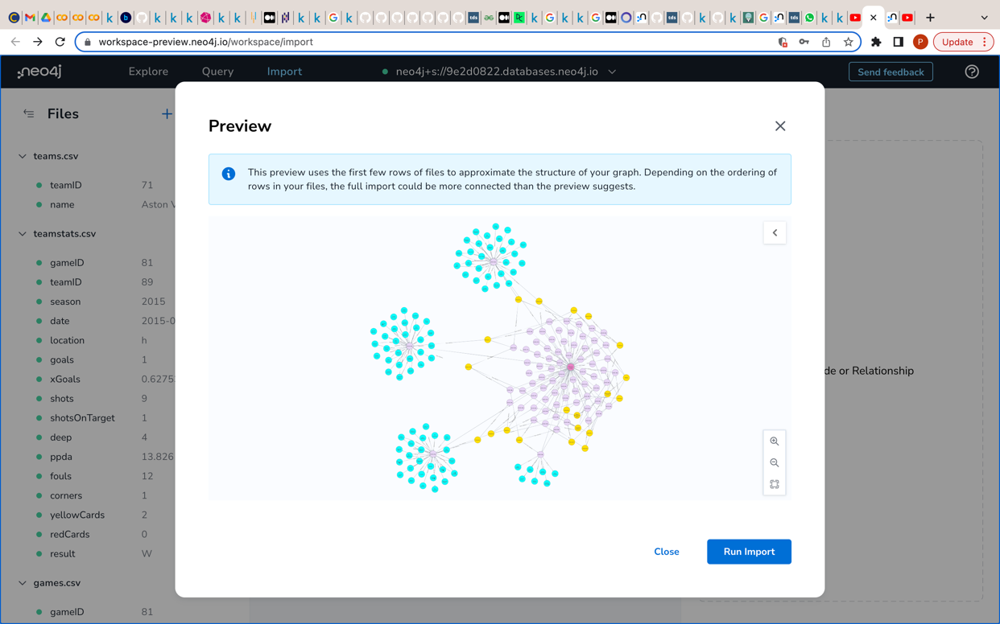 workspace-preview.neo4j.io/workspace/import
P
Update
neo4j
Explore
Query
Import
neo4j+s://9e2d0822.databases.neo4j.io
Send feedback
Files
teams.csv
teamID 71
name Aston V
teamstats.csv
gameID 81
teamID 89
season 2015
date 2015-0
location h
goals 1
xGoals 0.6275
shots 9
shotsOnTarget 1
deep 4
ppda 13.826
fouls 12
corners 1
yellowCards 2
redCards 0
result W
games.csv
gameID 81
Preview
This preview uses the first few rows of files to approximate the structure of your graph. Depending on the ordering of
rows in your files, the full import could be more connected than the preview suggests.
Close
Run Import
de or Relationship